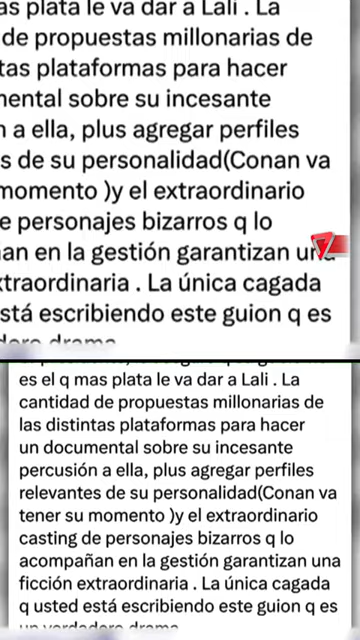 as plata le va dar a Lali . La
de propuestas millonarias de
tas plataformas para hacer
mental sobre su incesante
n a ella, plus agregar perfiles
s de su personalidad(Conan va
momento )y el extraordinario
e personajes bizarros q lo
an en la gestión garantizan una
xtraordinaria . La única cagada
stá escribiendo este guion q es
es el q mas plata le va dar a Lali . La
cantidad de propuestas millonarias de
las distintas plataformas para hacer
un documental sobre su incesante
percusión a ella, plus agregar perfiles
relevantes de su personalidad(Conan va
tener su momento )y el extraordinario
casting de personajes bizarros q lo
acompañan en la gestión garantizan una
ficción extraordinaria . La única cagada
q usted está escribiendo este guion q es
un verdadero drama